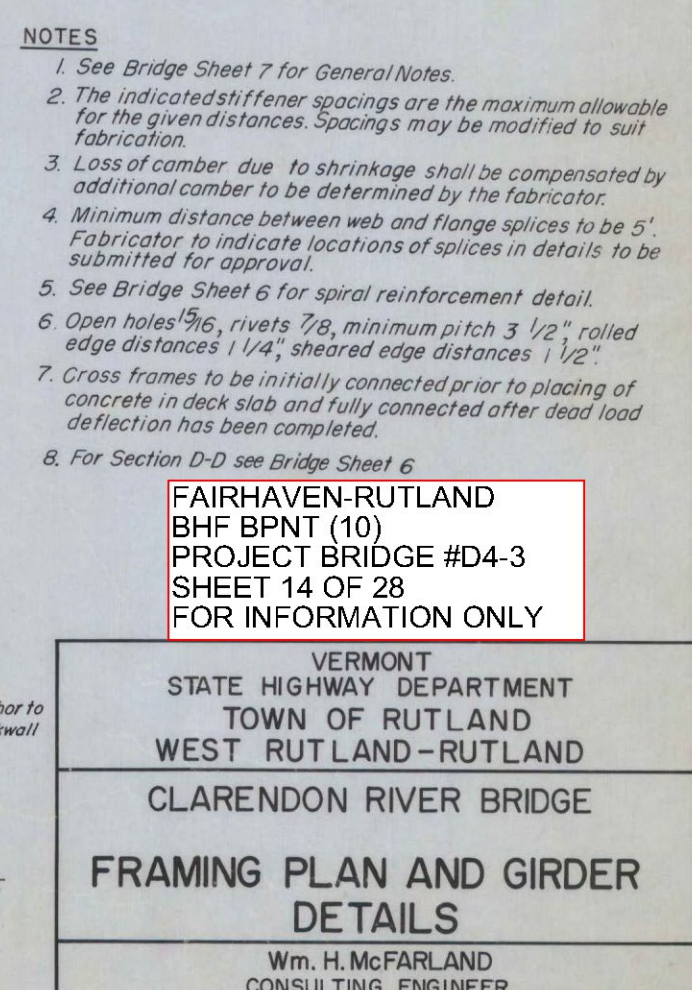 NOTES
1. See Bridge Sheet 7 for General Notes.
2. The indicated stiffener spacings are the maximum allowable
for the given distances. Spacings may be modified to suit
fabrication.
3. Loss of camber due to shrinkage shall be compensated by
additional camber to be determined by the fabricator.
4. Minimum distance between web and flange splices to be 5'.
Fabricator to indicate locations of splices in details to be
submitted for approval.
5. See Bridge Sheet 6 for spiral reinforcement detail.
6. Open holes 15/16, rivets 7/8, minimum pitch 3 1/2", rolled
edge distances 1 1/4", sheared edge distances 1 1/2".
7. Cross frames to be initially connected prior to placing of
concrete in deck slab and fully connected after dead load
deflection has been completed.
8. For Section D-D see Bridge Sheet 6
FAIRHAVEN-RUTLAND
BHF BPNT (10)
PROJECT BRIDGE #D4-3
SHEET 14 OF 28
FOR INFORMATION ONLY
VERMONT
STATE HIGHWAY DEPARTMENT
TOWN OF RUTLAND
WEST RUTLAND-RUTLAND
CLARENDON RIVER BRIDGE
FRAMING PLAN AND GIRDER
DETAILS
Wm. H. McFARLAND
CONSULTING ENGINEER